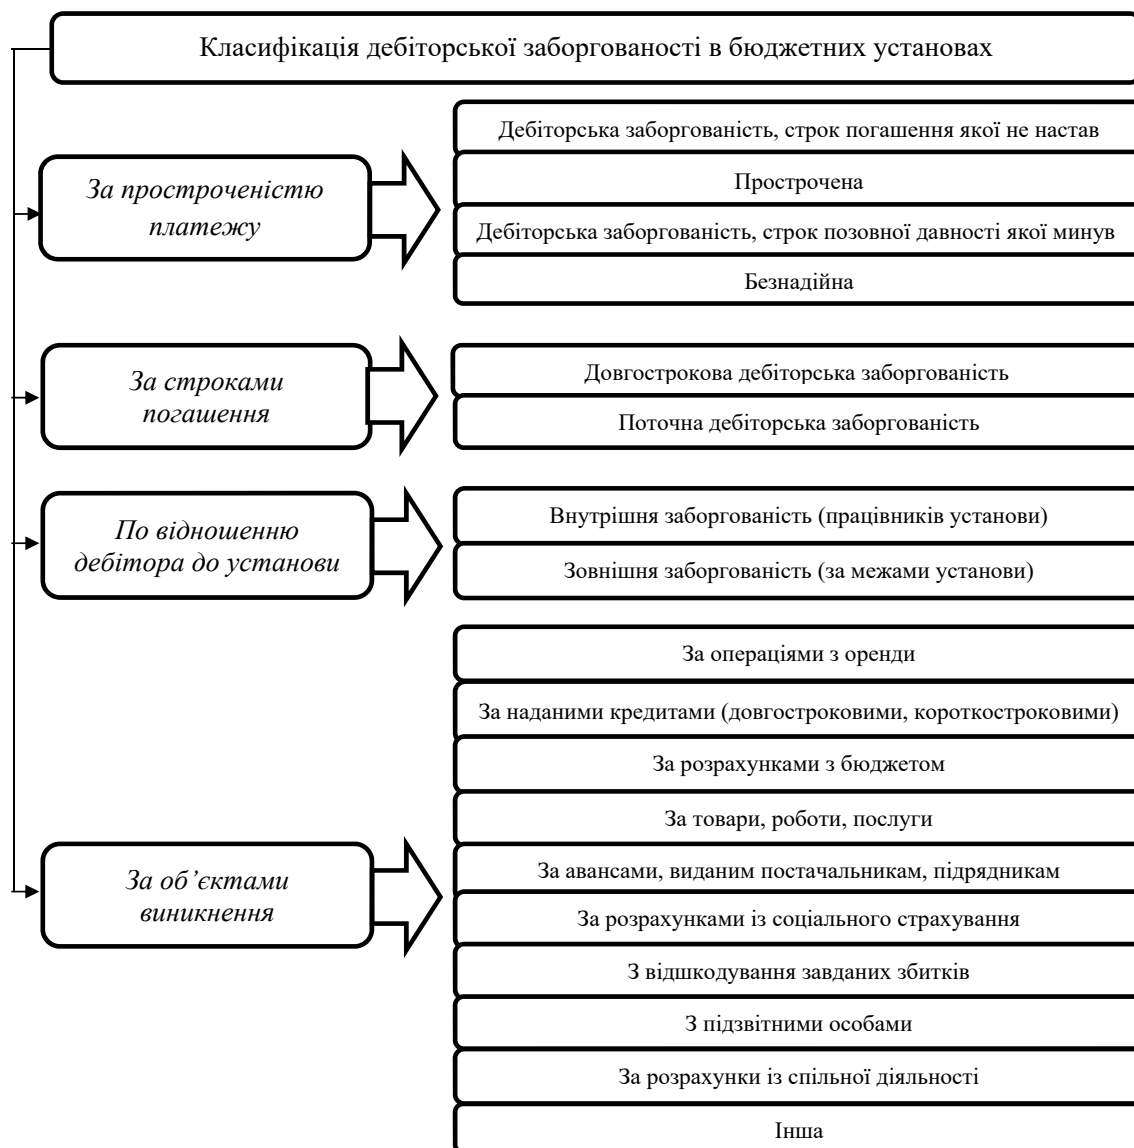 Класифікація дебіторської заборгованості в бюджетних установах
За простроченістю
платежу
Дебіторська заборгованість, строк погашення якої не настав
Прострочена
Дебіторська заборгованість, строк позовної давності якої минув
Безнадійна
За строками
погашення
Довгострокова дебіторська заборгованість
Поточна дебіторська заборгованість
По відношенню
дебітора до установи
Внутрішня заборгованість (працівників установи)
Зовнішня заборгованість (за межами установи)
За об’єктами
виникнення
За операціями з оренди
За наданими кредитами (довгостроковими, короткостроковими)
За розрахунками з бюджетом
За товари, роботи, послуги
За авансами, виданим постачальникам, підрядникам
За розрахунками із соціального страхування
З відшкодування завданих збитків
З підзвітними особами
За розрахунки із спільної діяльності
Інша